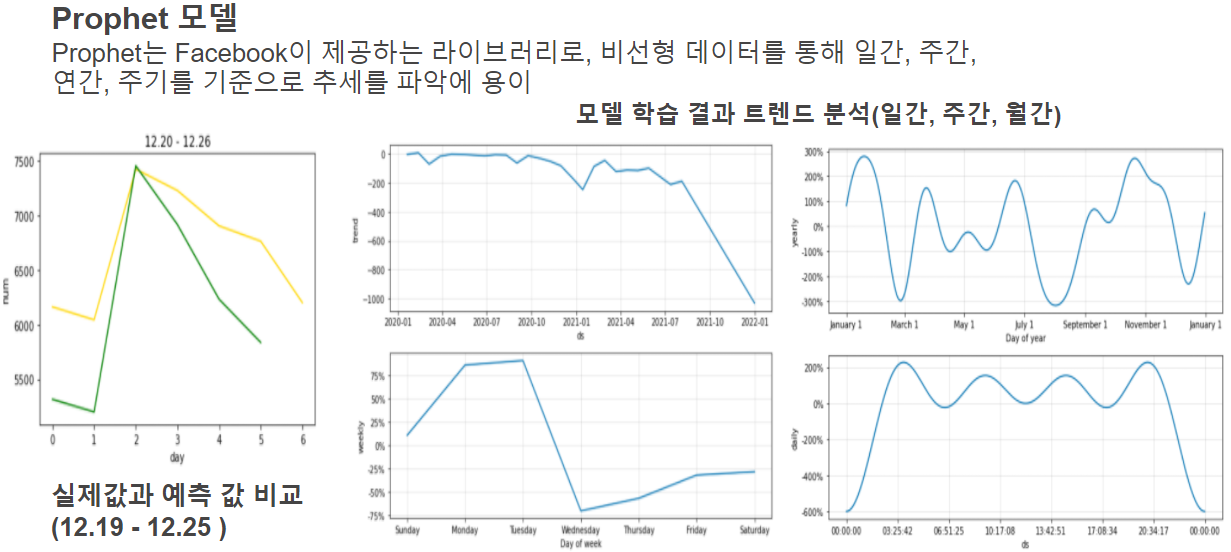 Prophet 모델
Prophet는 Facebook이 제공하는 라이브러리로, 비선형 데이터를 통해 일간, 주간,
연간, 주기를 기준으로 추세를 파악에 용이
모델 학습 결과 트렌드 분석(일간, 주간, 월간)
12.20 - 12.26
7500
7000
6500
6000
5500
num
0 1 2 3 4 5 6
day
실제값과 예측 값 비교
(12.19 - 12.25 )
0
−200
−400
−600
−800
−1000
trend
2020-01 2020-04 2020-07 2020-10 2021-01 2021-04 2021-07 2021-10 2022-01
ds
300%
200%
100%
0%
-100%
-200%
-300%
yearly
January 1 March 1 May 1 July 1 September 1 November 1 January 1
Day of year
75%
50%
25%
0%
-25%
-50%
-75%
weekly
Sunday Monday Tuesday Wednesday Thursday Friday Saturday
Day of week
200%
0%
-200%
-400%
-600%
daily
00:00:00 03:25:42 06:51:25 10:17:08 13:42:51 17:08:34 20:34:17 00:00:00
ds